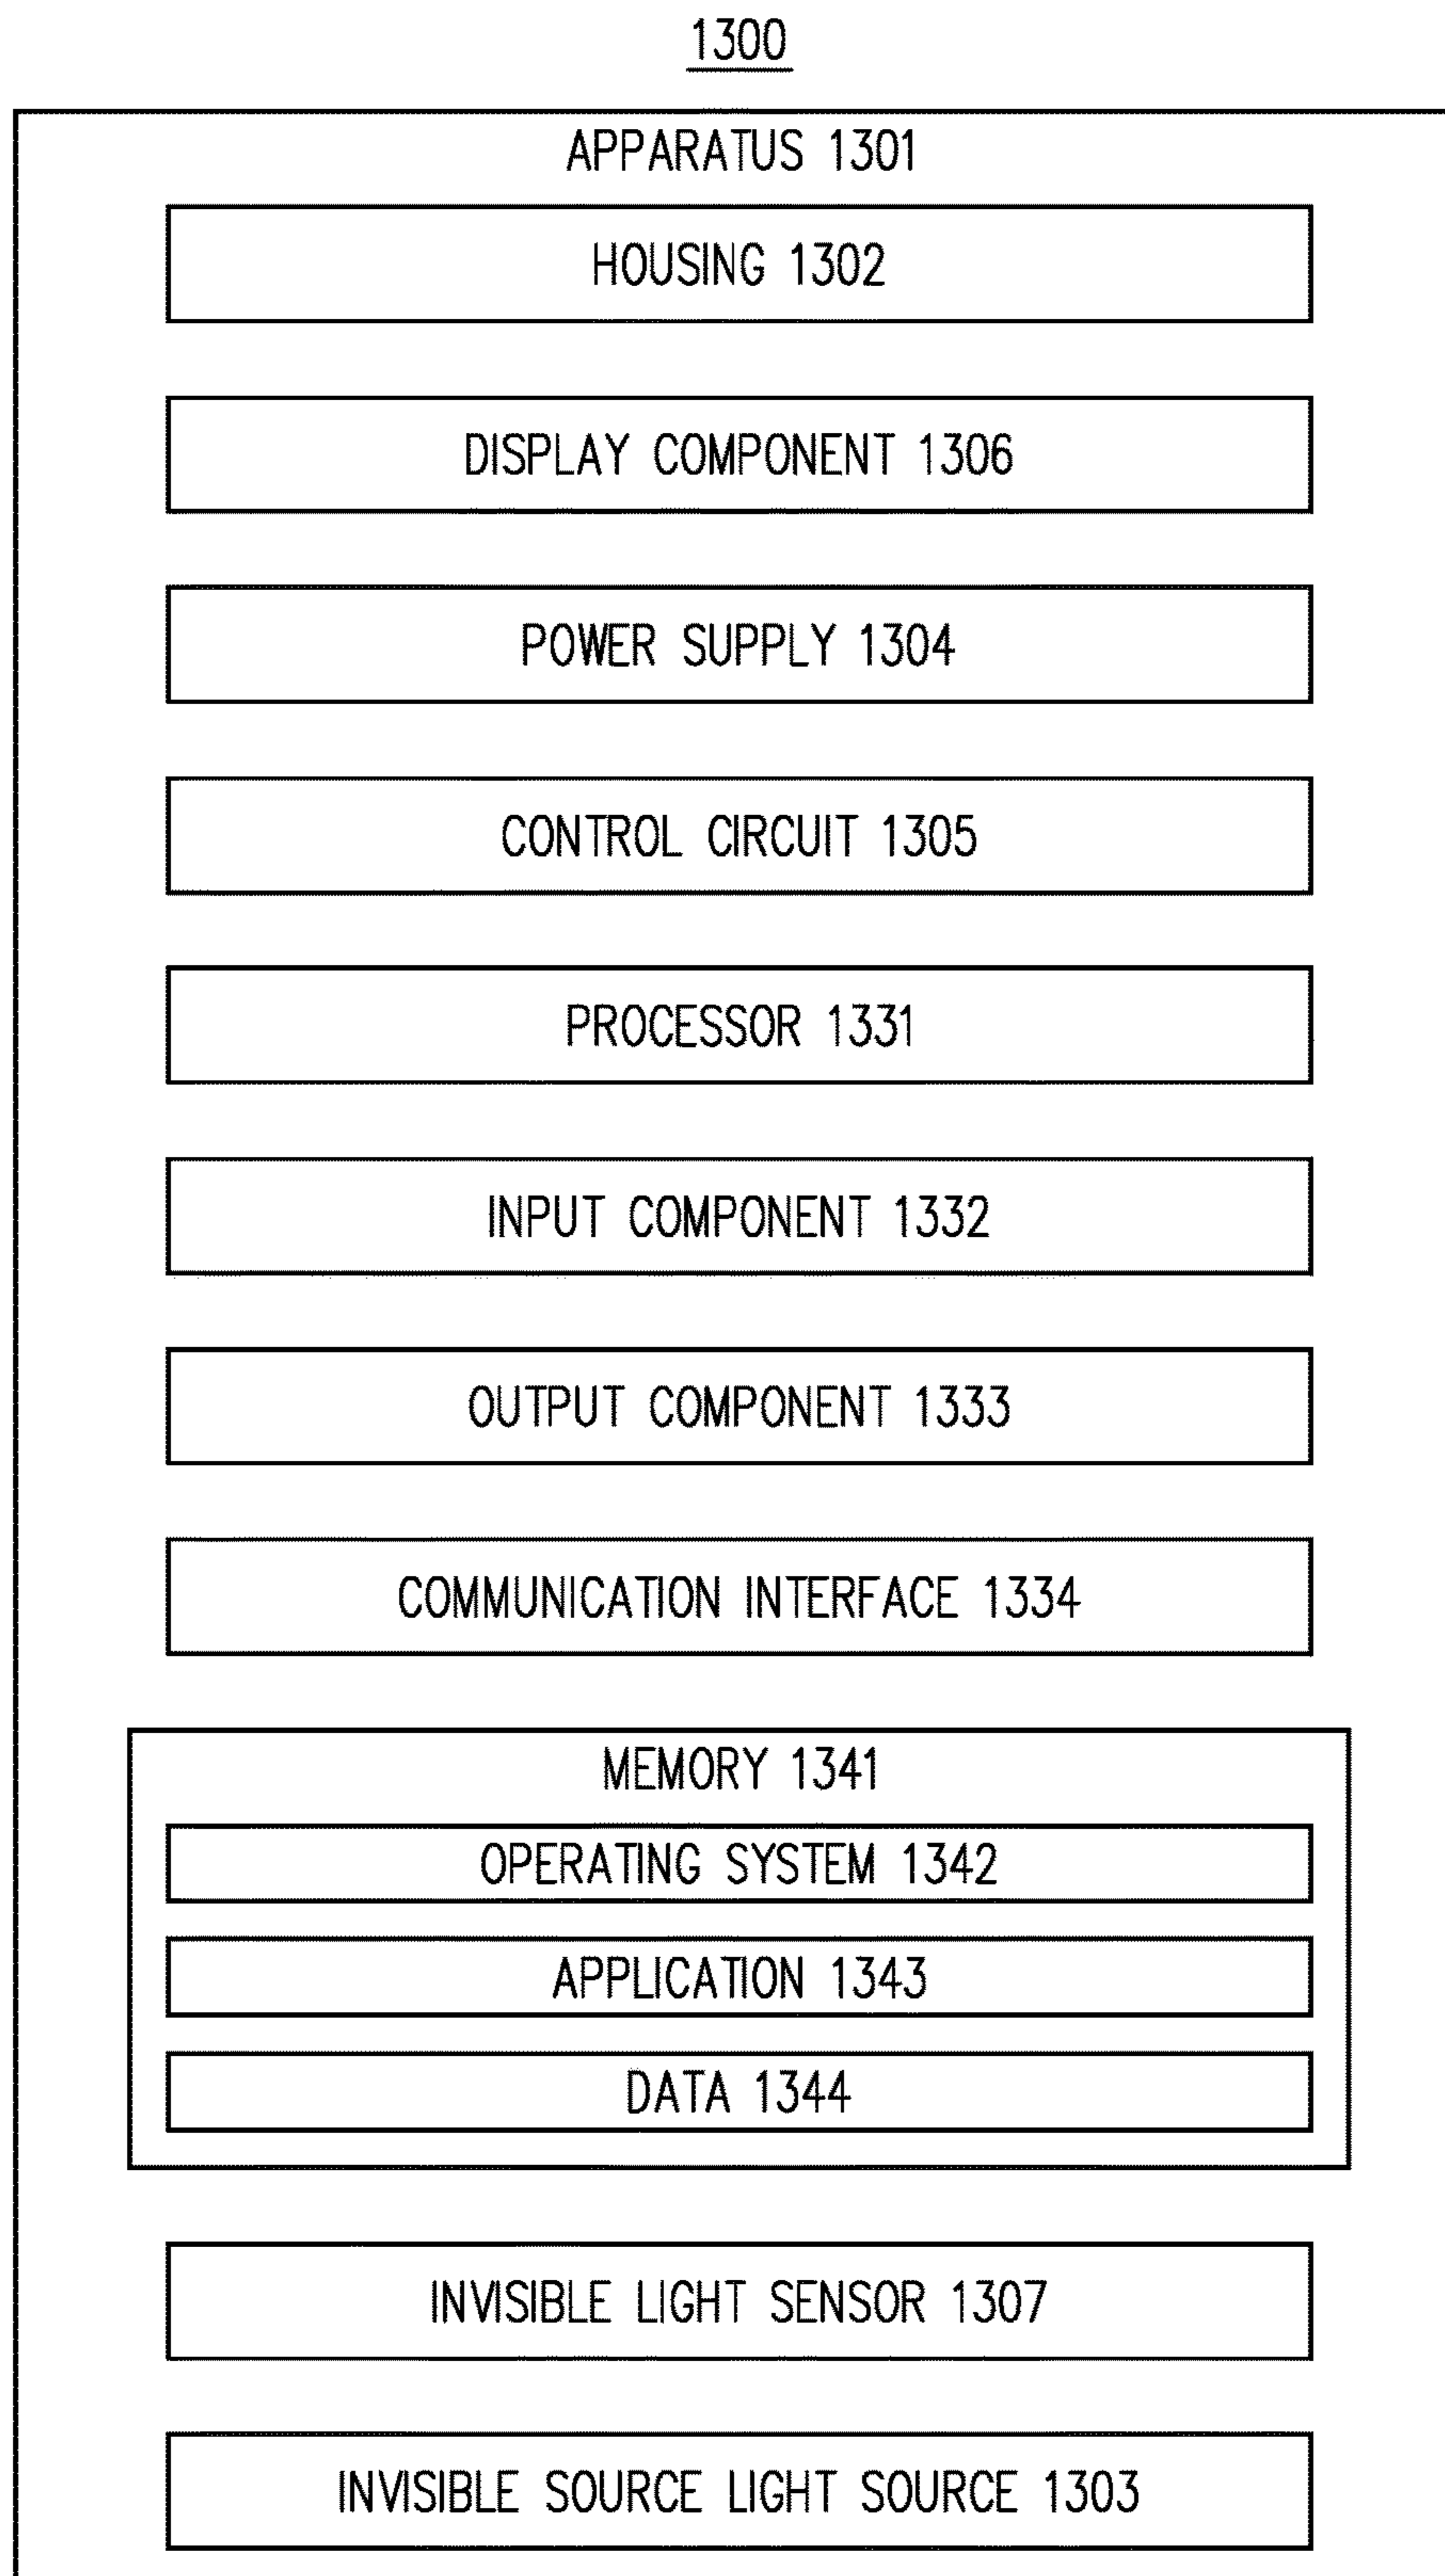 1300
APPARATUS 1301
HOUSING 1302
DISPLAY COMPONENT 1306
POWER SUPPLY 1304
CONTROL CIRCUIT 1305
PROCESSOR 1331
INPUT COMPONENT 1332
OUTPUT COMPONENT 1333
COMMUNICATION INTERFACE 1334
MEMORY 1341
OPERATING SYSTEM 1342
APPLICATION 1343
DATA 1344
INVISIBLE LIGHT SENSOR 1307
INVISIBLE SOURCE LIGHT SOURCE 1303